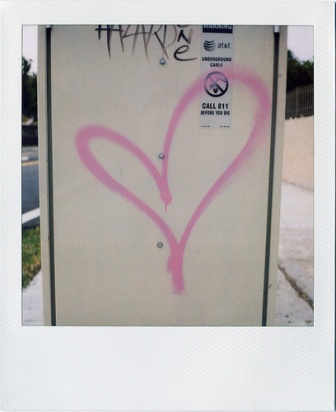 WARNING
at&t
UNDERGROUND
CABLE
CALL 811
BEFORE YOU DIG